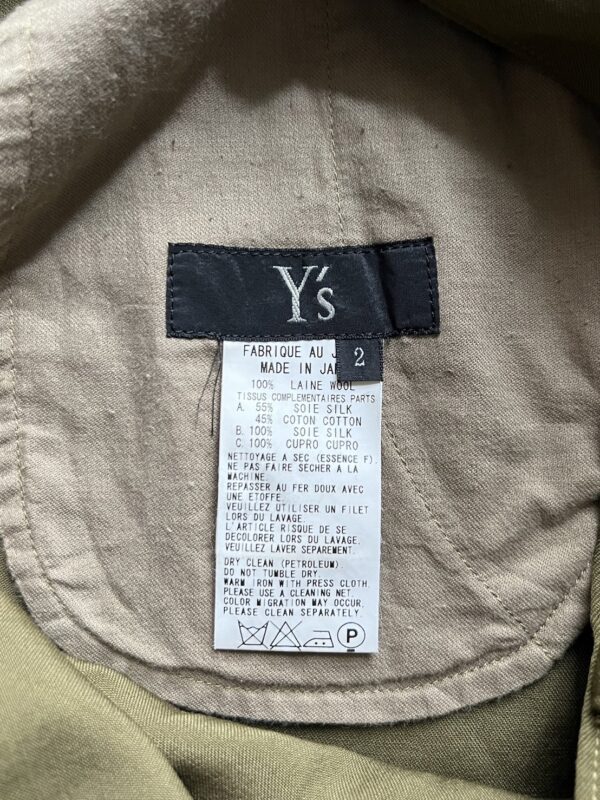 Y's
2
FABRIQUE AU
MADE IN
100% LAINE WOOL
TISSUS COMPLEMENTAIRES PARTS
A. 55% SOIE SILK
45% COTON COTTON
B. 100% SOIE SILK
C. 100% CUPRO CUPRO
NETTOYAGE A SEC (ESSENCE F).
NE PAS FAIRE SECHER A LA
MACHINE.
REPASSER AU FER DOUX AVEC
UNE ETOFFE.
VEUILLEZ UTILISER UN FILET
LORS DU LAVAGE.
L'ARTICLE RISQUE DE SE
DECOLORER LORS DU LAVAGE.
VEUILLEZ LAVER SEPAREMENT.
DRY CLEAN (PETROLEUM).
DO NOT TUMBLE DRY.
WARM IRON WITH PRESS CLOTH.
PLEASE USE A CLEANING NET.
COLOR MIGRATION MAY OCCUR,
PLEASE CLEAN SEPARATELY.
P